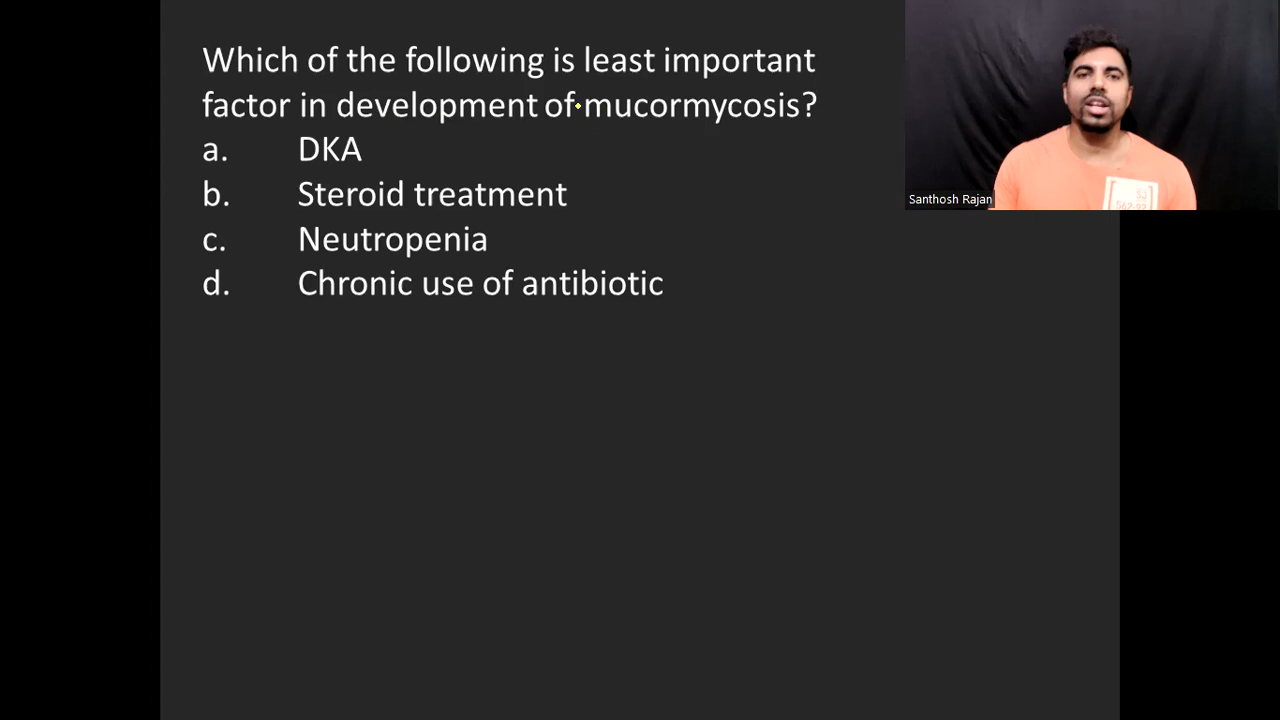 Which of the following is least important
factor in development of mucormycosis?
a. DKA
b. Steroid treatment
c. Neutropenia
d. Chronic use of antibiotic
Santhosh Rajan